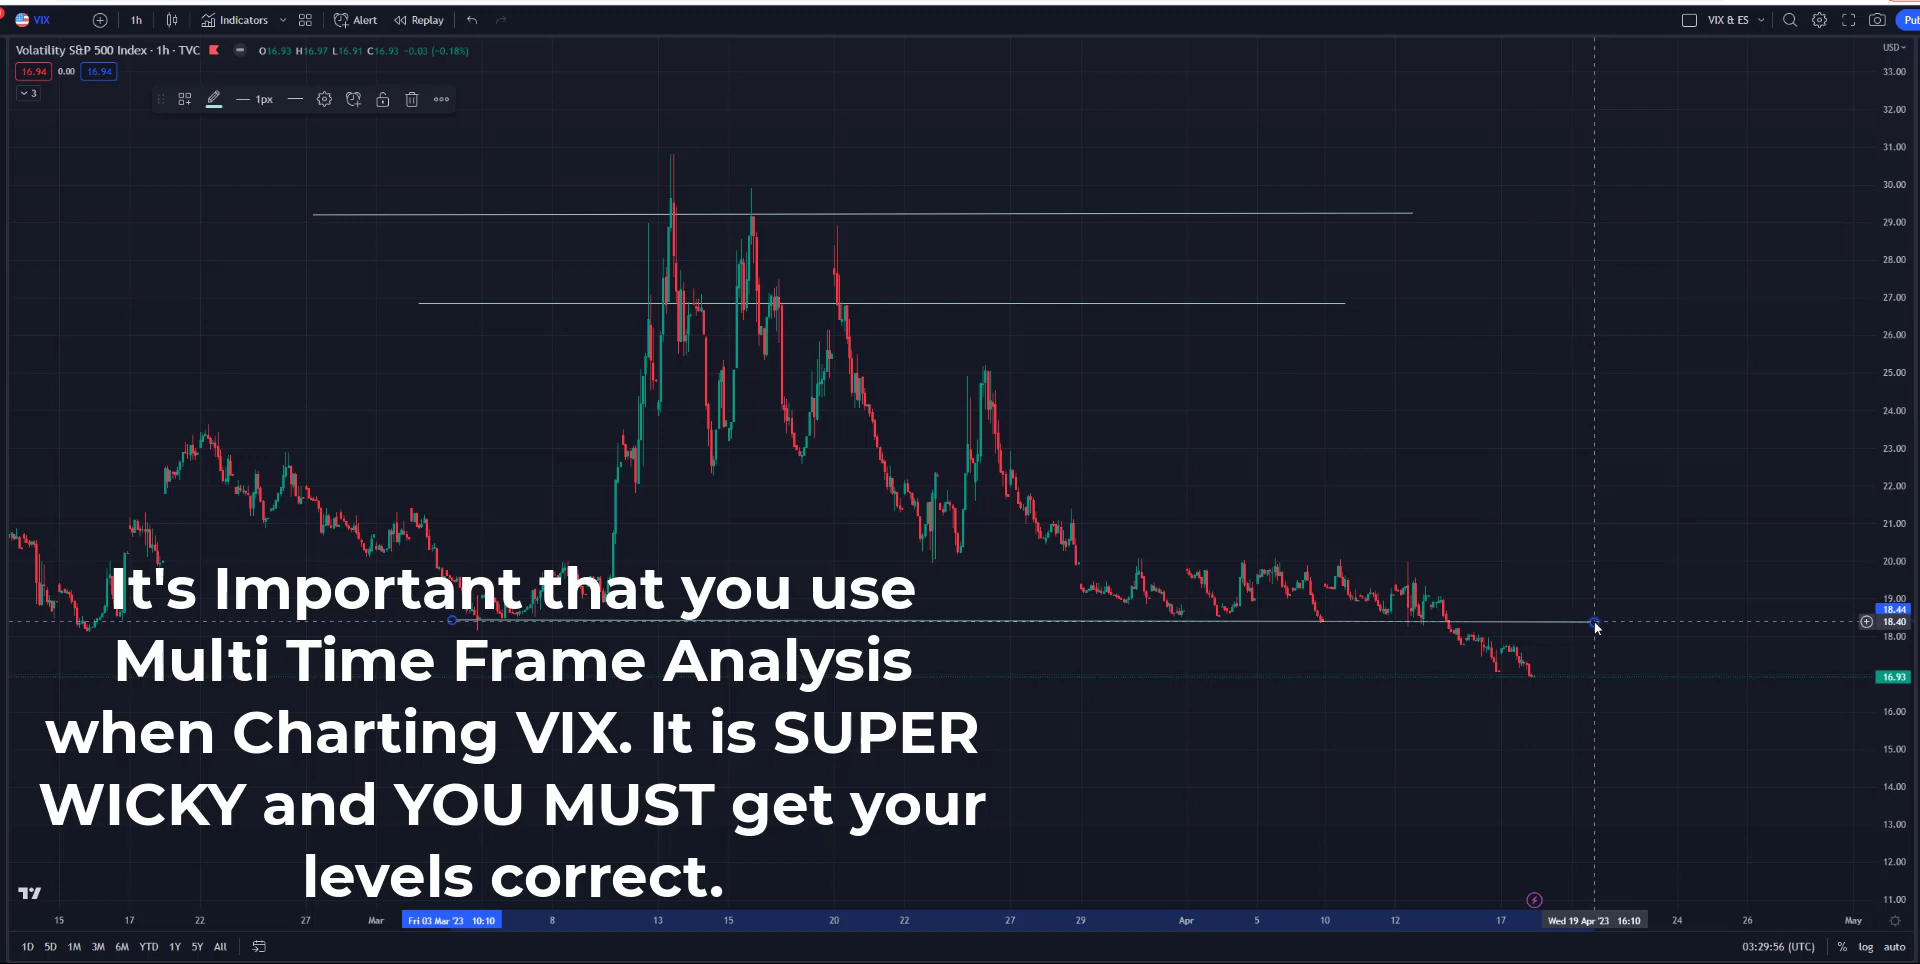 VIX 1h Indicators Alert Replay VIX & ES Pu
Volatility S&P 500 Index · 1h · TVC O16.93 H16.97 L16.91 C16.93 −0.03 (−0.18%) USD
16.94 0.00 16.94
3
1px
33.00
32.00
31.00
30.00
29.00
28.00
27.00
26.00
25.00
24.00
23.00
22.00
21.00
20.00
19.00
18.44
18.40
18.00
16.93
16.00
15.00
14.00
13.00
12.00
11.00
It's Important that you use
Multi Time Frame Analysis
when Charting VIX. It is SUPER
WICKY and YOU MUST get your
levels correct.
15 17 22 27 Mar Fri 03 Mar '23 10:10 8 13 15 20 22 27 29 Apr 5 10 12 17 Wed 19 Apr '23 16:10 24 26 May
1D 5D 1M 3M 6M YTD 1Y 5Y All 03:29:56 (UTC) % log auto